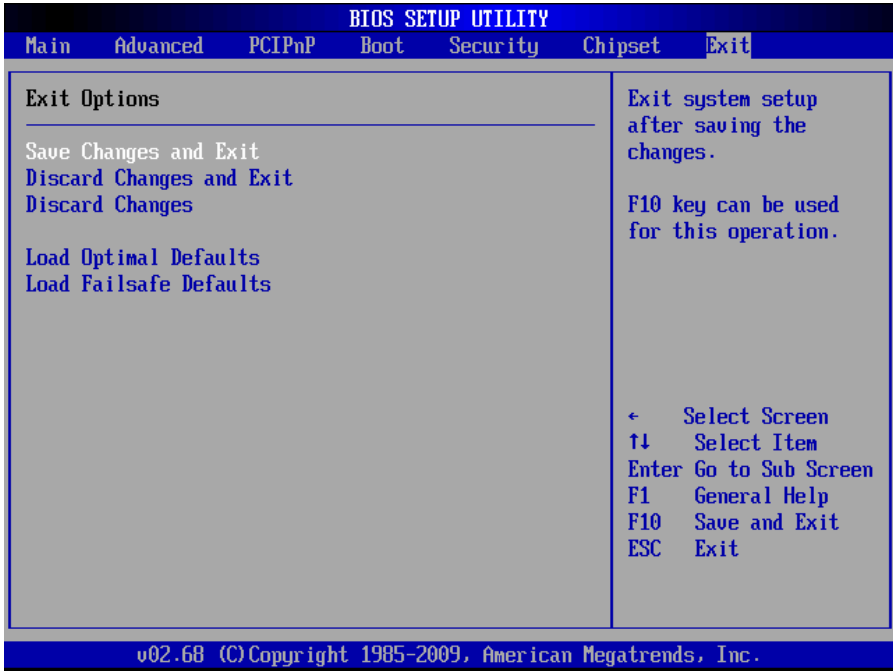 BIOS SETUP UTILITY
Main Advanced PCIPnP Boot Security Chipset Exit
Exit Options
Save Changes and Exit
Discard Changes and Exit
Discard Changes
Load Optimal Defaults
Load Failsafe Defaults
Exit system setup
after saving the
changes.
F10 key can be used
for this operation.
← Select Screen
↑↓ Select Item
Enter Go to Sub Screen
F1 General Help
F10 Save and Exit
ESC Exit
v02.68 (C)Copyright 1985-2009, American Megatrends, Inc.